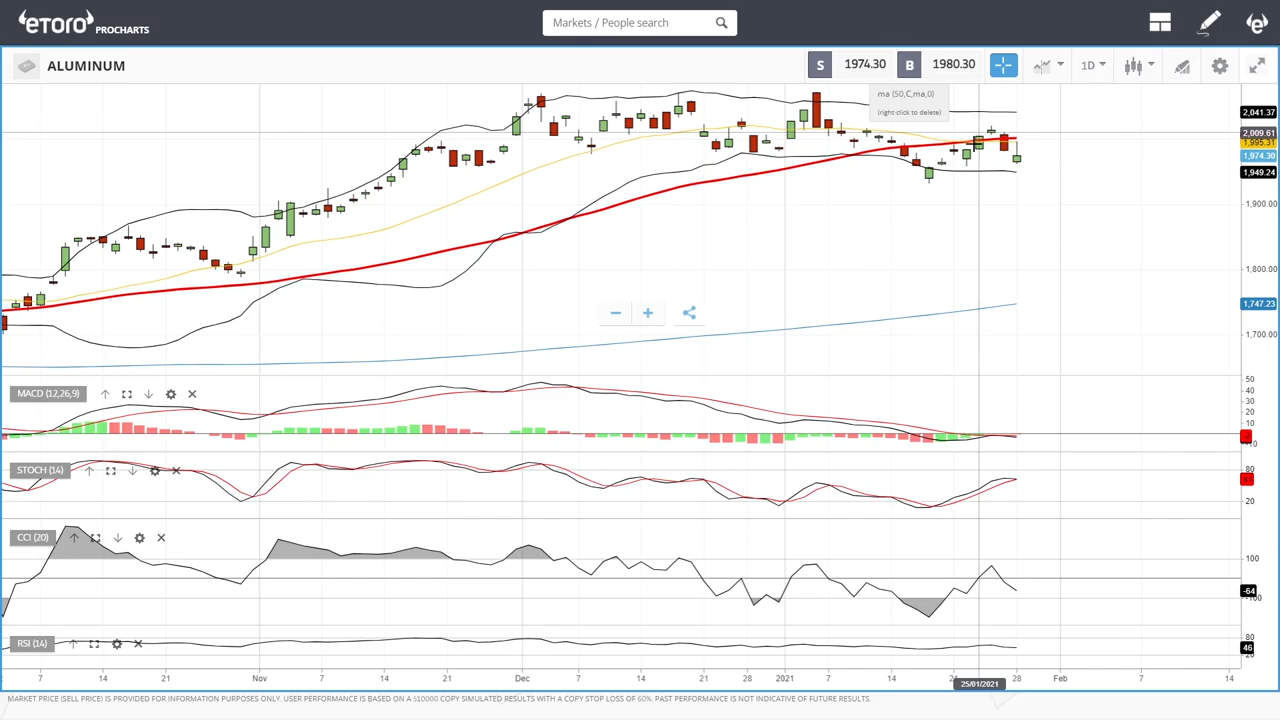 eToro PROCHARTS
Markets / People search
ALUMINUM
S 1974.30 B 1980.30
1D
ma (50,C,ma,0)
(right click to delete)
2,041.37
2,009.61
1,995.31
1,974.30
1,949.24
1,900.00
1,800.00
1,747.23
1,700.00
MACD (12,26,9)
50
40
30
20
10
-10
STOCH (14)
80
20
CCI (20)
100
-64
-100
RSI (14)
80
46
20
7 14 21 Nov 7 14 21 Dec 7 14 21 28 2021 7 14 28 Feb 7 14
25/01/2021
MARKET PRICE (SELL PRICE) IS PROVIDED FOR INFORMATION PURPOSES ONLY. USER PERFORMANCE IS BASED ON A $10000 COPY SIMULATED RESULTS WITH A COPY STOP LOSS OF 60%. PAST PERFORMANCE IS NOT INDICATIVE OF FUTURE RESULTS.